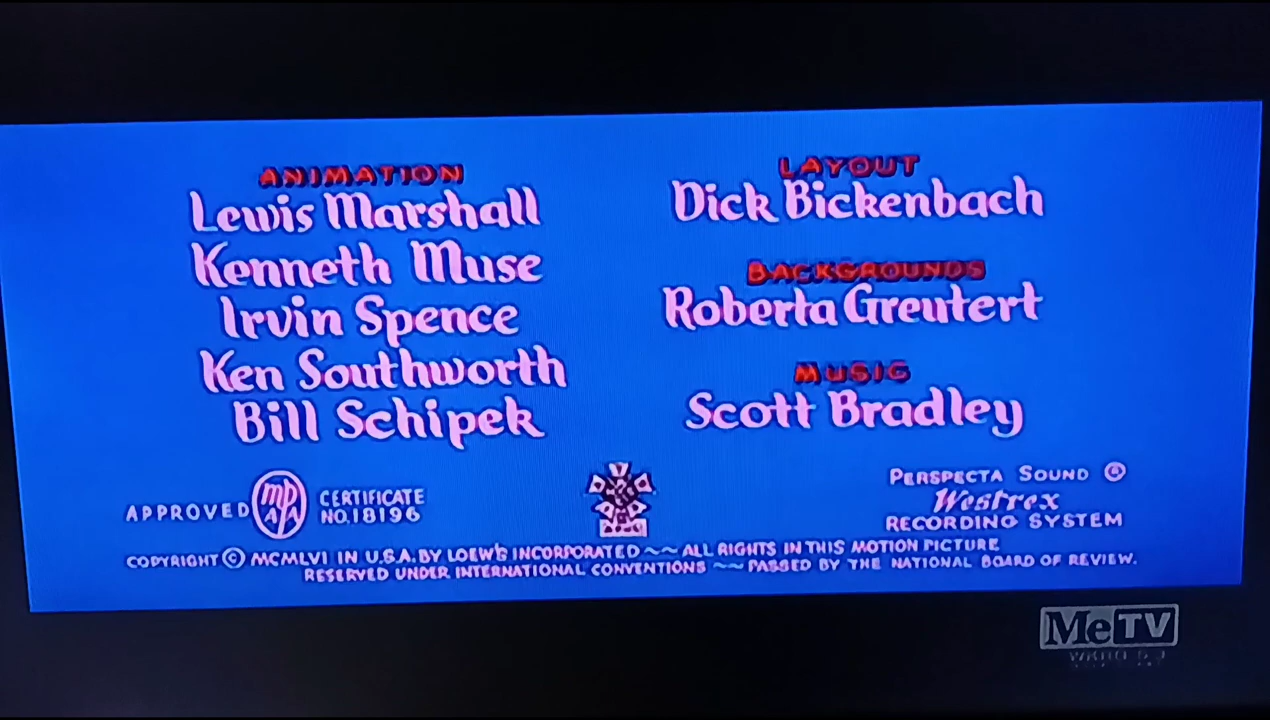 ANIMATION
Lewis Marshall
Kenneth Muse
Irvin Spence
Ken Southworth
Bill Schipek
LAYOUT
Dick Bickenbach
BACKGROUNDS
Roberta Greutert
MUSIC
Scott Bradley
APPROVED MPAA CERTIFICATE
NO.18196
PERSPECTA SOUND
Westrex
RECORDING SYSTEM
COPYRIGHT © MCMLVI IN U.S.A. BY LOEW'S INCORPORATED ~~ ALL RIGHTS IN THIS MOTION PICTURE
RESERVED UNDER INTERNATIONAL CONVENTIONS ~~ PASSED BY THE NATIONAL BOARD OF REVIEW.
MeTV